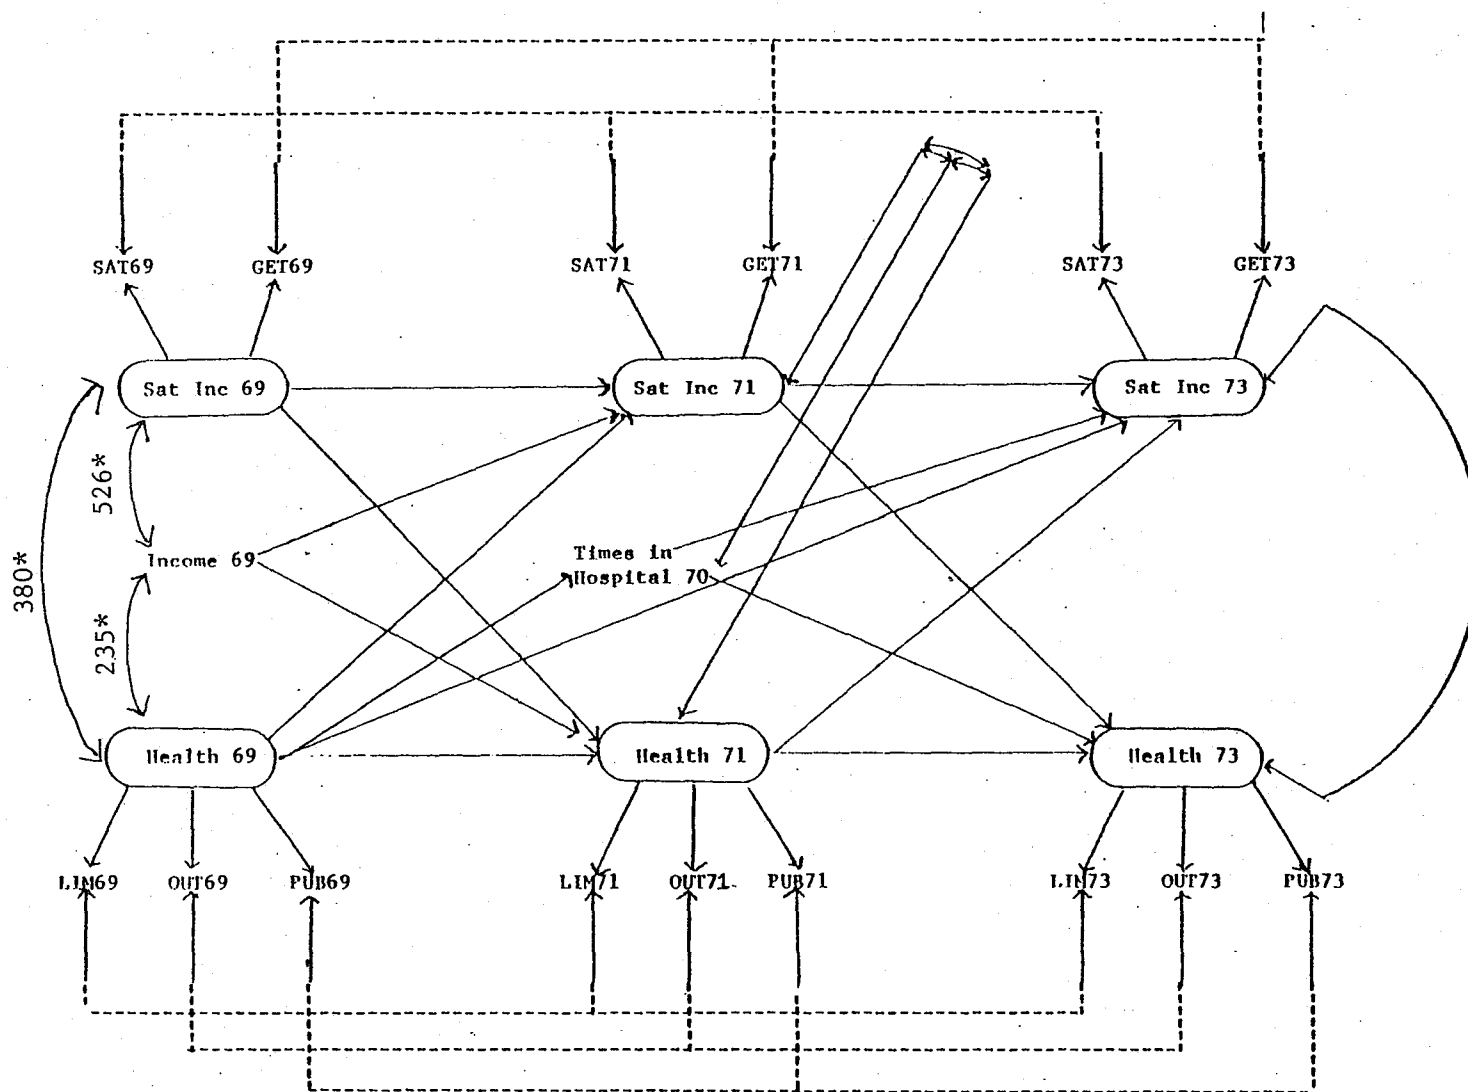 SAT69 GET69 SAT71 GET71 SAT73 GET73
Sat Inc 69 Sat Inc 71 Sat Inc 73
526*
Income 69
Times in
Hospital 70
380*
235*
Health 69 Health 71 Health 73
LIM69 OUT69 PUB69 LIM71 OUT71 PUB71 LIM73 OUT73 PUB73